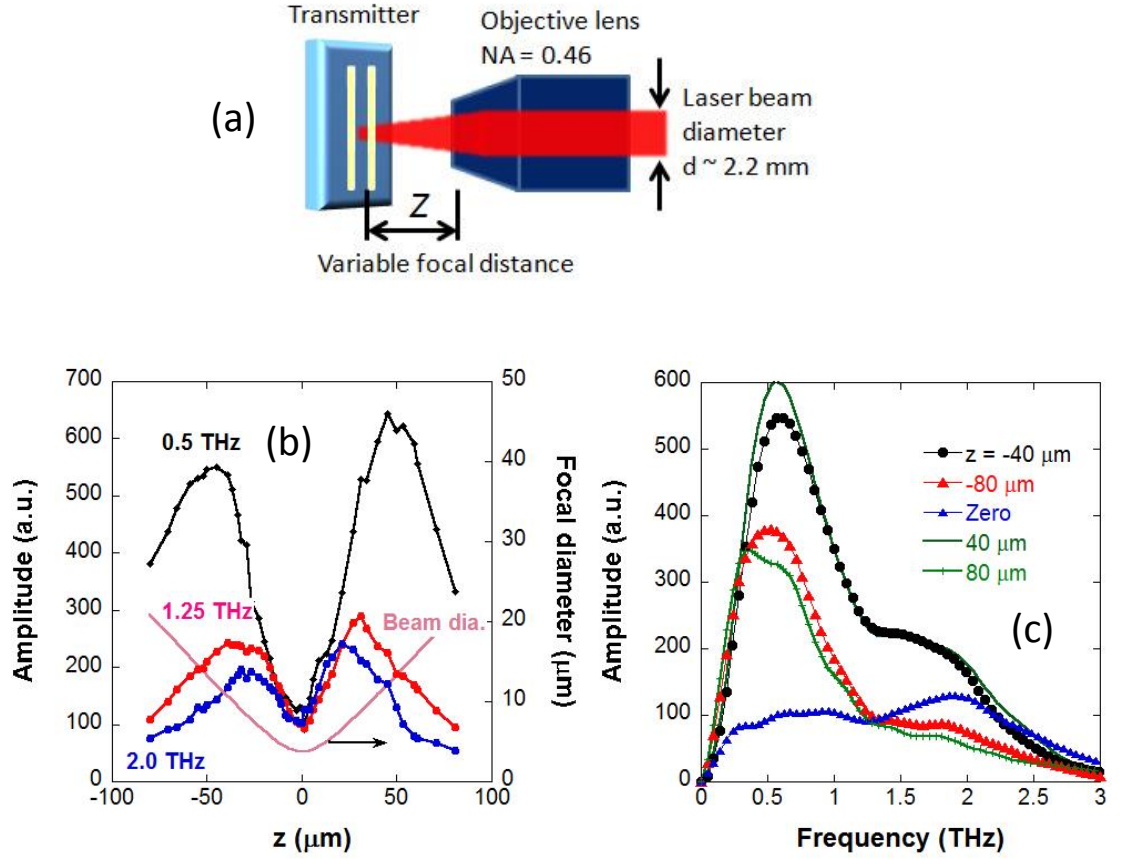 Transmitter
Objective lens
NA = 0.46
(a)
Laser beam
diameter
d ~ 2.2 mm
Z
Variable focal distance
700
600
500
400
300
200
100
0
Amplitude (a.u.)
50
40
30
20
10
0
Focal diameter (μm)
0.5 THz
(b)
1.25 THz
Beam dia.
2.0 THz
-100
-50
0
50
100
z (μm)
600
500
400
300
200
100
0
Amplitude (a.u.)
z = -40 μm
-80 μm
Zero
40 μm
80 μm
(c)
0
0.5
1
1.5
2
2.5
3
Frequency (THz)